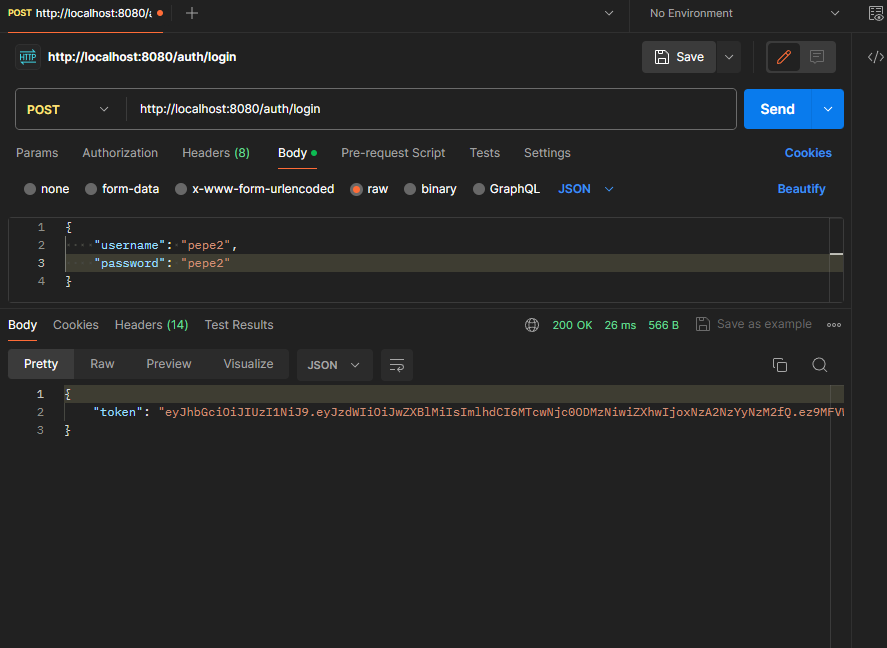 POST http://localhost:8080/a
No Environment
HTTP http://localhost:8080/auth/login
Save
POST http://localhost:8080/auth/login
Send
Params Authorization Headers (8) Body Pre-request Script Tests Settings Cookies
none form-data x-www-form-urlencoded raw binary GraphQL JSON Beautify
1 {
2 "username": "pepe2",
3 "password": "pepe2"
4 }
Body Cookies Headers (14) Test Results 200 OK 26 ms 566 B Save as example
Pretty Raw Preview Visualize JSON
1 {
2 "token": "eyJhbGciOiJIUzI1NiJ9.eyJzdWIiOiJwZXBlMiIsImlhdCI6MTcwNjc0ODMzNiwiZXhwIjoxNzA2NzYyNzM2fQ.ez9MFV
3 }